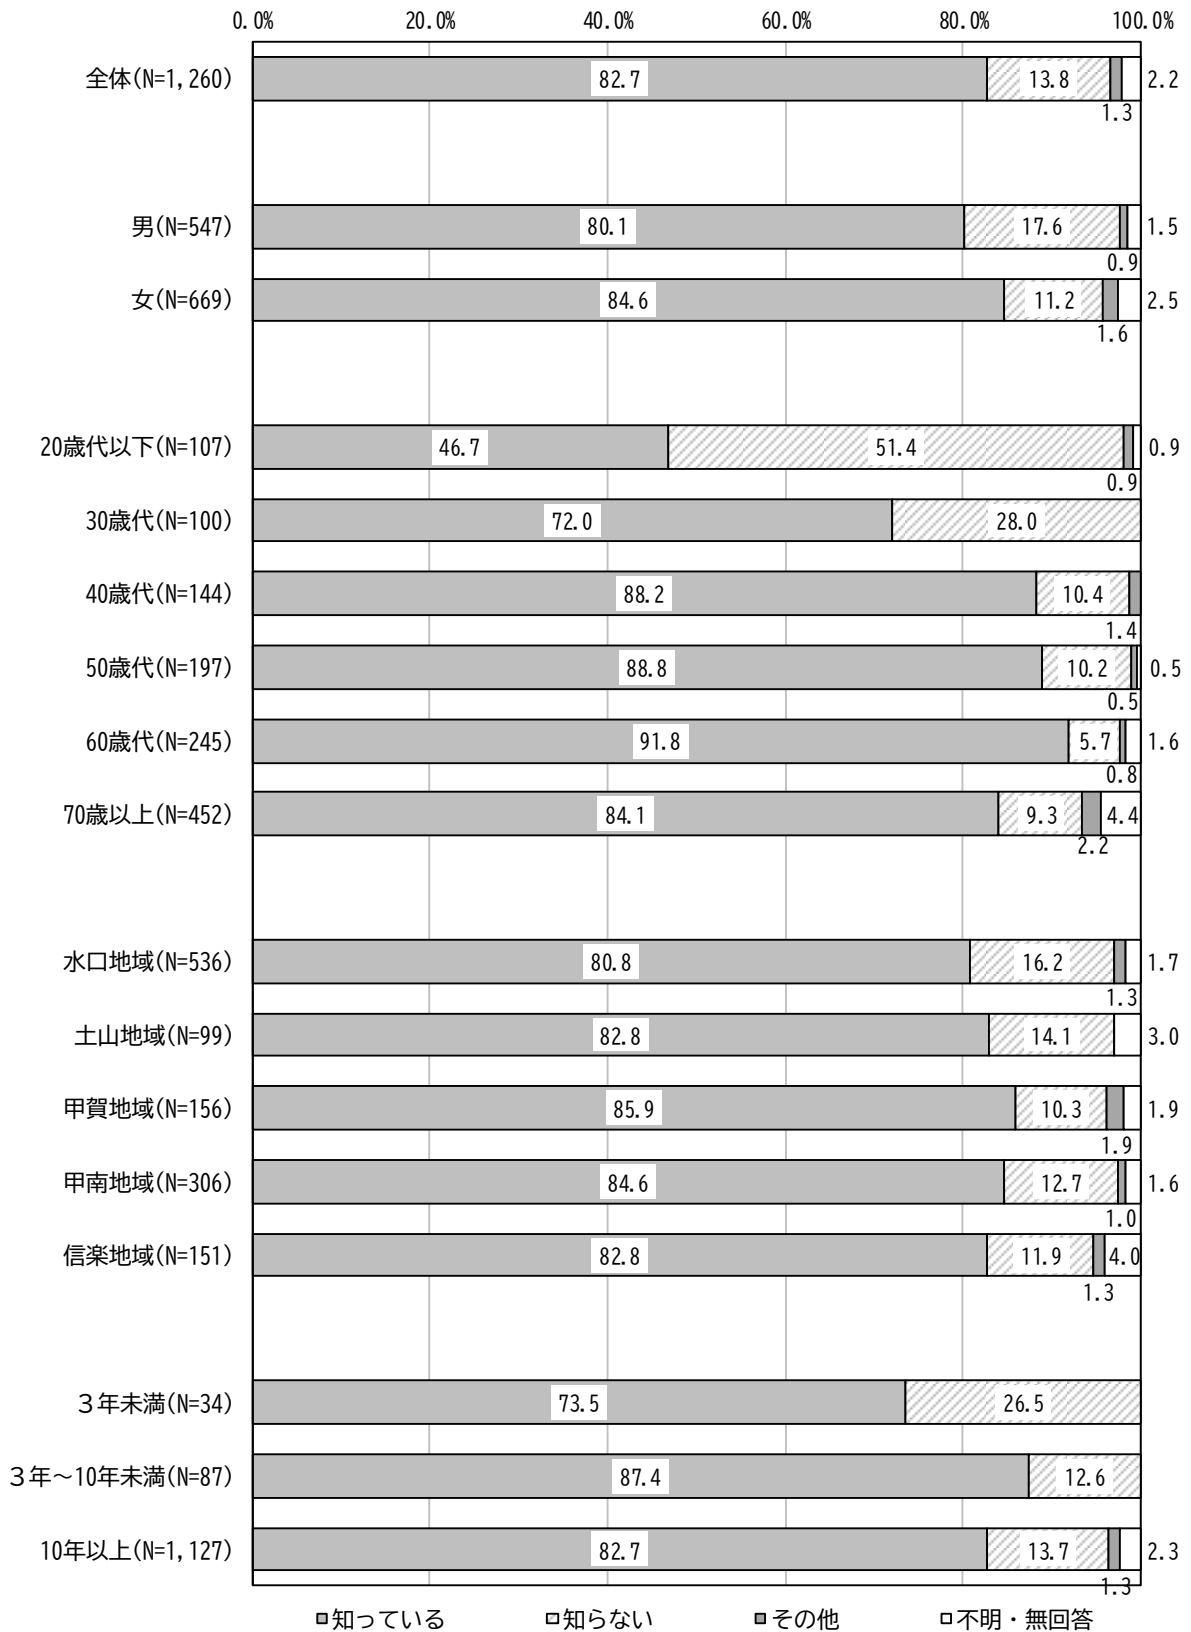 0.0% 20.0% 40.0% 60.0% 80.0% 100.0%
全体(N=1,260) 82.7 13.8 2.2
1.3
男(N=547) 80.1 17.6 1.5
0.9
女(N=669) 84.6 11.2 2.5
1.6
20歳代以下(N=107) 46.7 51.4 0.9
0.9
30歳代(N=100) 72.0 28.0
40歳代(N=144) 88.2 10.4
1.4
50歳代(N=197) 88.8 10.2 0.5
0.5
60歳代(N=245) 91.8 5.7 1.6
0.8
70歳以上(N=452) 84.1 9.3 4.4
2.2
水口地域(N=536) 80.8 16.2 1.7
1.3
土山地域(N=99) 82.8 14.1 3.0
甲賀地域(N=156) 85.9 10.3 1.9
1.9
甲南地域(N=306) 84.6 12.7 1.6
1.0
信楽地域(N=151) 82.8 11.9 4.0
1.3
３年未満(N=34) 73.5 26.5
３年～10年未満(N=87) 87.4 12.6
10年以上(N=1,127) 82.7 13.7 2.3
1.3
知っている 知らない その他 不明・無回答